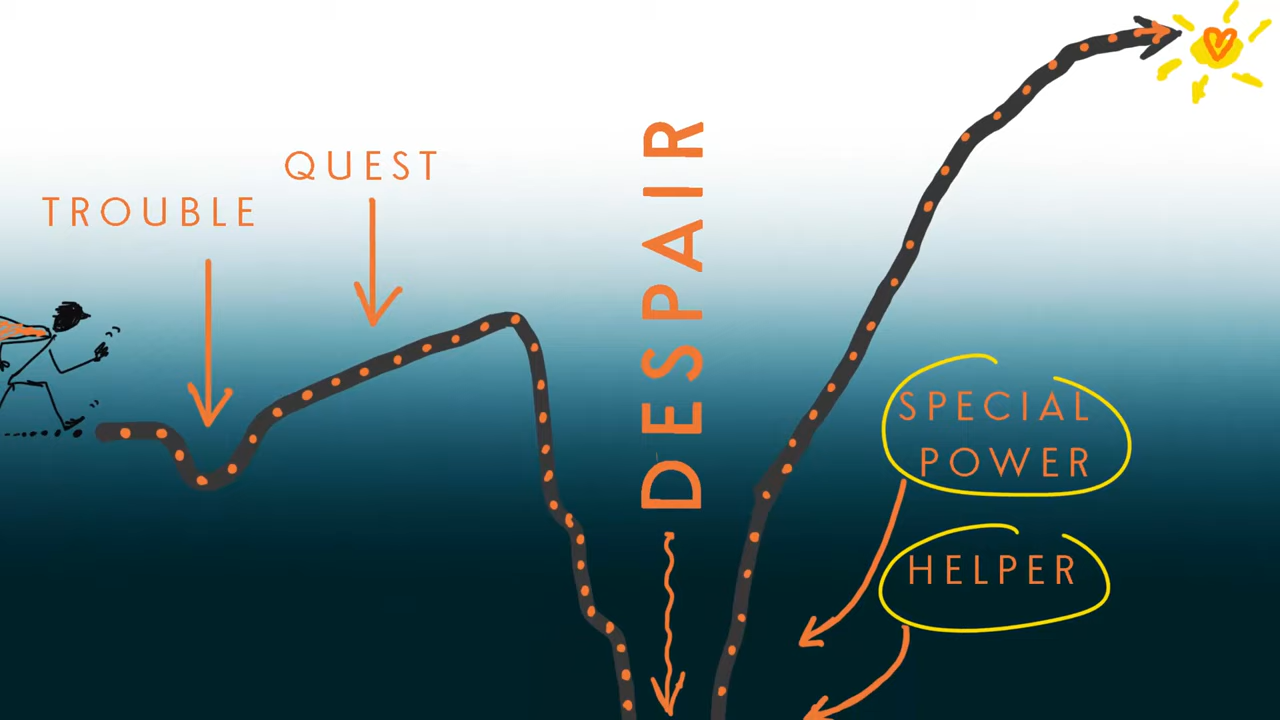 TROUBLE
QUEST
DESPAIR
SPECIAL
POWER
HELPER